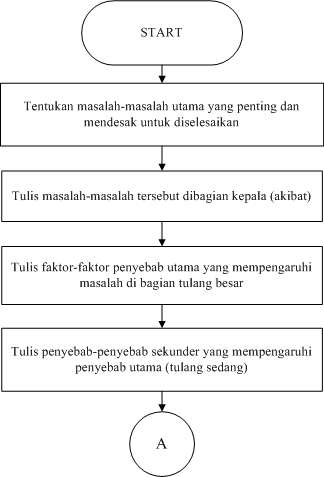 START
Tentukan masalah-masalah utama yang penting dan
mendesak untuk diselesaikan
Tulis masalah-masalah tersebut dibagian kepala (akibat)
Tulis faktor-faktor penyebab utama yang mempengaruhi
masalah di bagian tulang besar
Tulis penyebab-penyebab sekunder yang mempengaruhi
penyebab utama (tulang sedang)
A